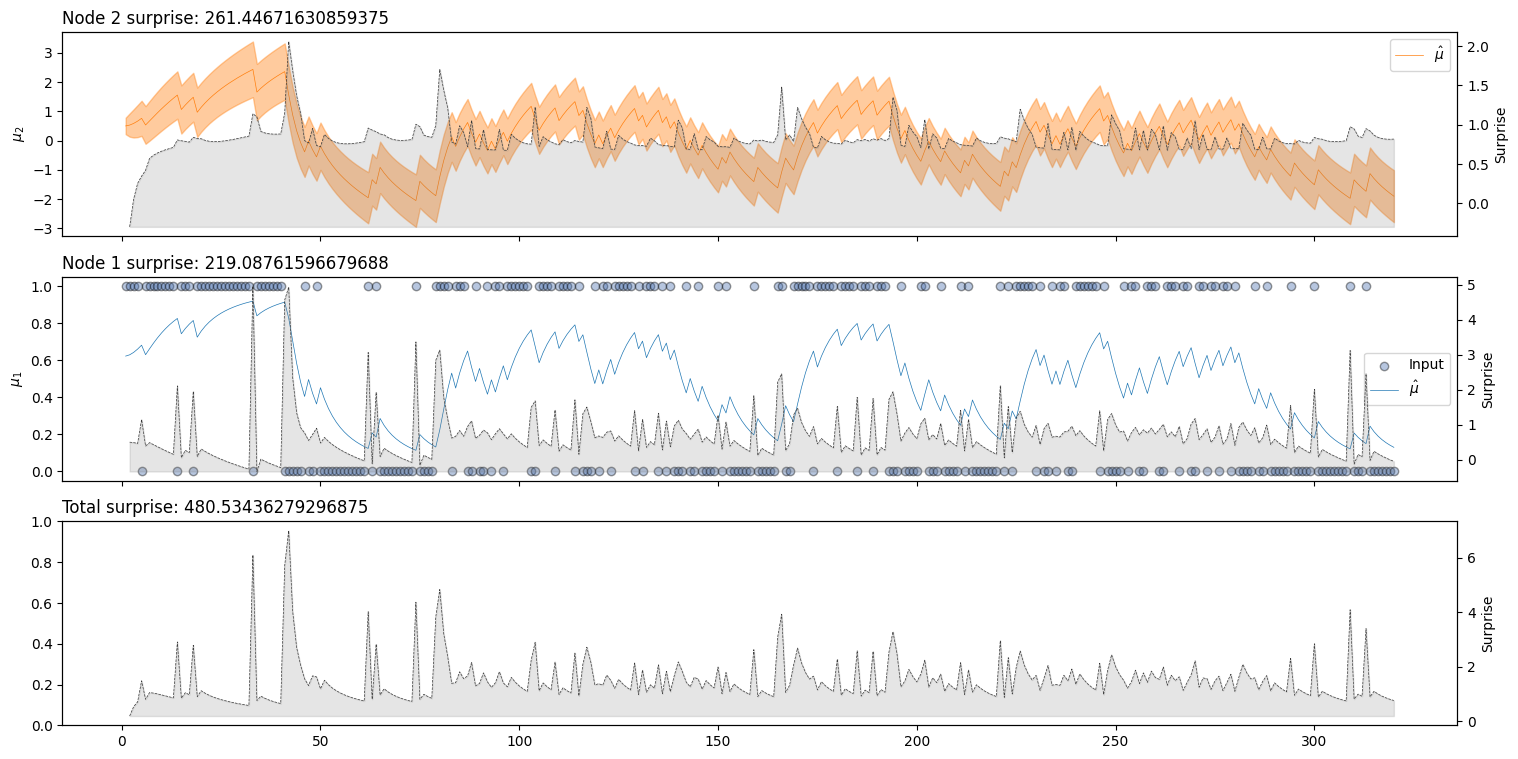 Node 2 surprise: 261.44671630859375
3
2
1
0
−1
−2
−3
μ₂
μ̂
2.0
1.5
1.0
0.5
0.0
Surprise
Node 1 surprise: 219.08761596679688
1.0
0.8
0.6
0.4
0.2
0.0
μ₁
Input
μ̂
5
4
3
2
1
0
Surprise
Total surprise: 480.53436279296875
1.0
0.8
0.6
0.4
0.2
0.0
6
4
2
0
Surprise
0 50 100 150 200 250 300